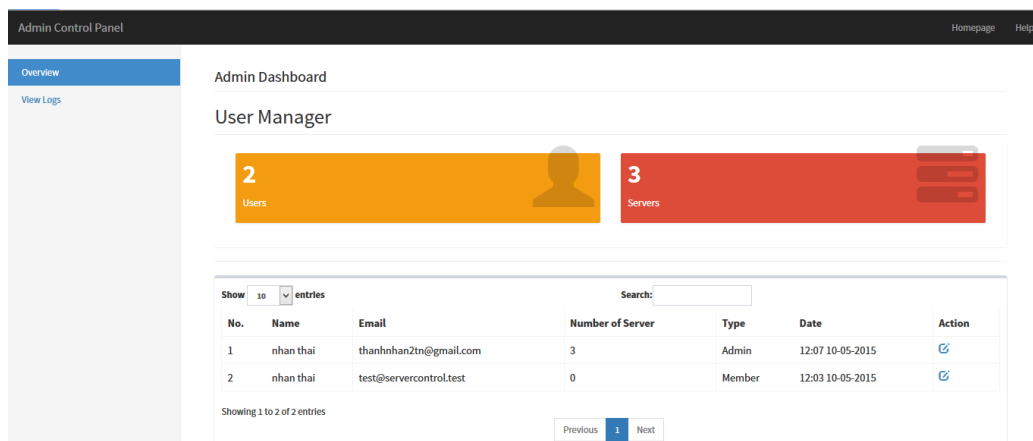 Admin Control Panel Homepage Help
Overview
View Logs
Admin Dashboard
User Manager
2
Users
3
Servers
Show 10 entries Search:
No. Name Email Number of Server Type Date Action
1 nhan thai thanhnhan2tn@gmail.com 3 Admin 12:07 10-05-2015
2 nhan thai test@servercontrol.test 0 Member 12:03 10-05-2015
Showing 1 to 2 of 2 entries
Previous 1 Next